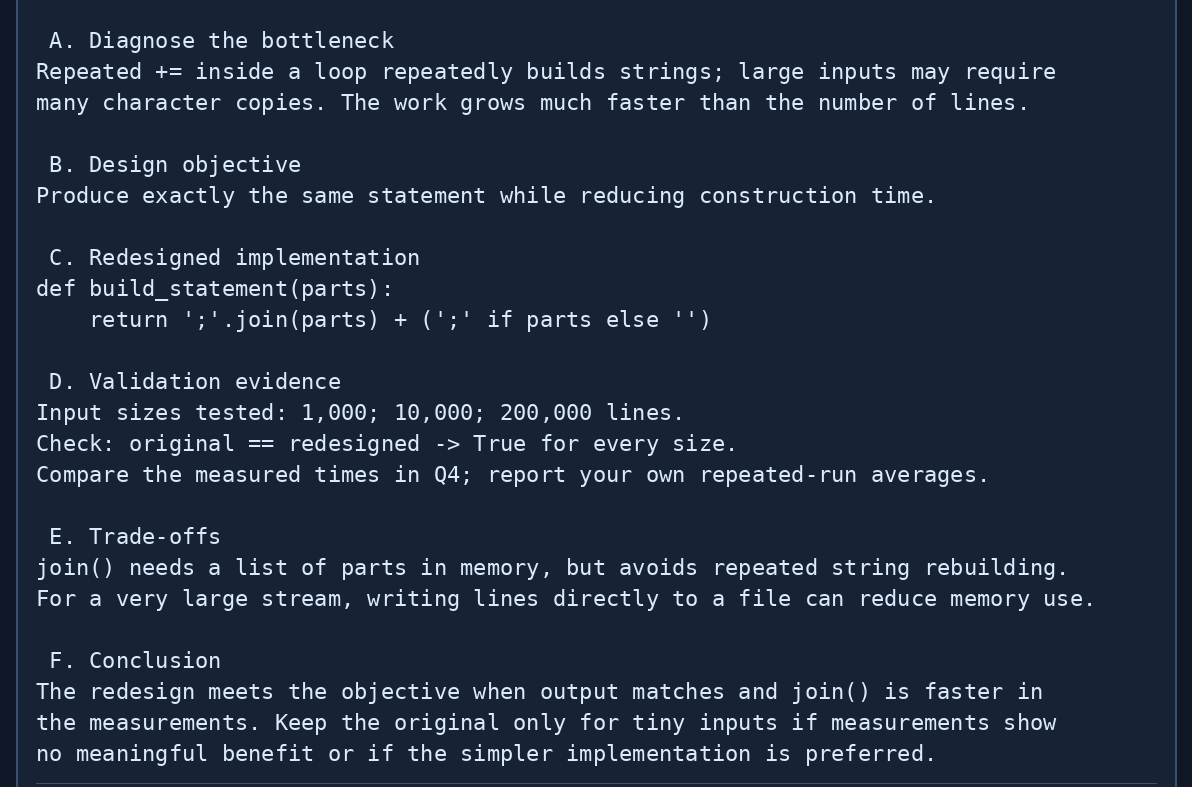 A. Diagnose the bottleneck
Repeated += inside a loop repeatedly builds strings; large inputs may require
many character copies. The work grows much faster than the number of lines.
B. Design objective
Produce exactly the same statement while reducing construction time.
C. Redesigned implementation
def build_statement(parts):
    return ';'.join(parts) + (';' if parts else '')
D. Validation evidence
Input sizes tested: 1,000; 10,000; 200,000 lines.
Check: original == redesigned -> True for every size.
Compare the measured times in Q4; report your own repeated-run averages.
E. Trade-offs
join() needs a list of parts in memory, but avoids repeated string rebuilding.
For a very large stream, writing lines directly to a file can reduce memory use.
F. Conclusion
The redesign meets the objective when output matches and join() is faster in
the measurements. Keep the original only for tiny inputs if measurements show
no meaningful benefit or if the simpler implementation is preferred.